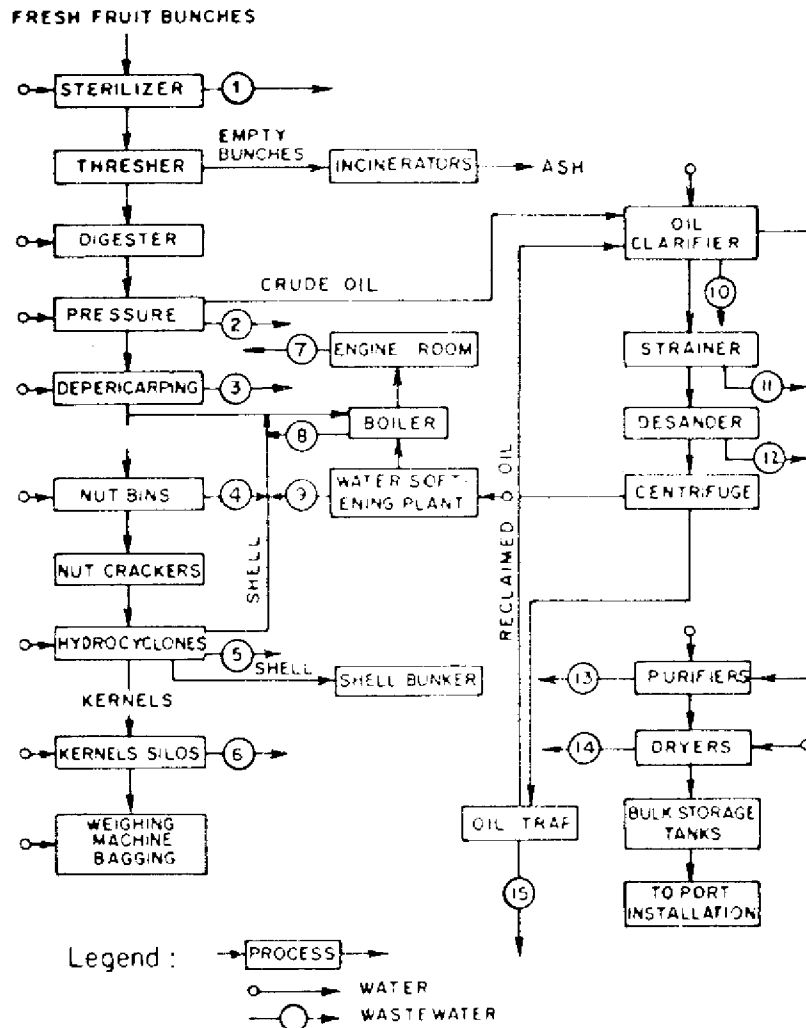 FRESH FRUIT BUNCHES
STERILIZER
1
THRESHER
EMPTY
BUNCHES
INCINERATORS
ASH
DIGESTER
CRUDE OIL
PRESSURE
2
7
ENGINE ROOM
DEPERICARPING
3
BOILER
8
NUT BINS
4
9
WATER SOFT-
ENING PLANT
NUT CRACKERS
SHELL
HYDROCYCLONES
5
SHELL
SHELL BUNKER
KERNELS
KERNELS SILOS
6
WEIGHING
MACHINE
BAGGING
OIL
CLARIFIER
10
STRAINER
11
DESANDER
12
CENTRIFUGE
RECLAIMED OIL
13
PURIFIERS
14
DRYERS
OIL TRAP
BULK STORAGE
TANKS
15
TO PORT
INSTALLATION
Legend :
PROCESS
WATER
WASTEWATER